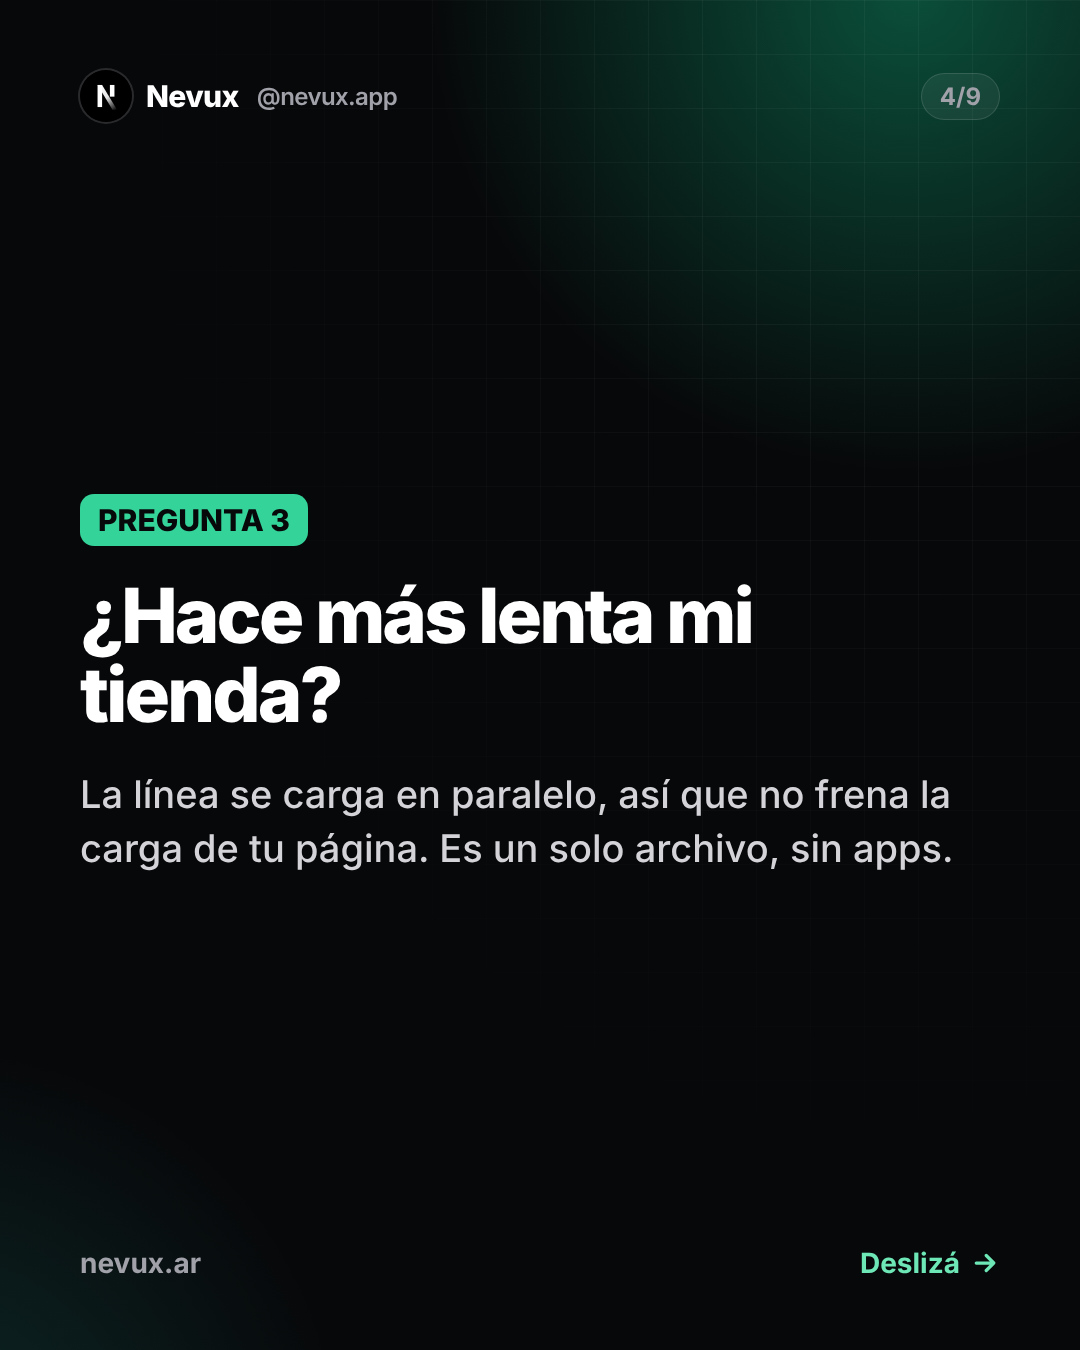 N Nevux @nevux.app 4/9
PREGUNTA 3
¿Hace más lenta mi
tienda?
La línea se carga en paralelo, así que no frena la
carga de tu página. Es un solo archivo, sin apps.
nevux.ar Deslizá →